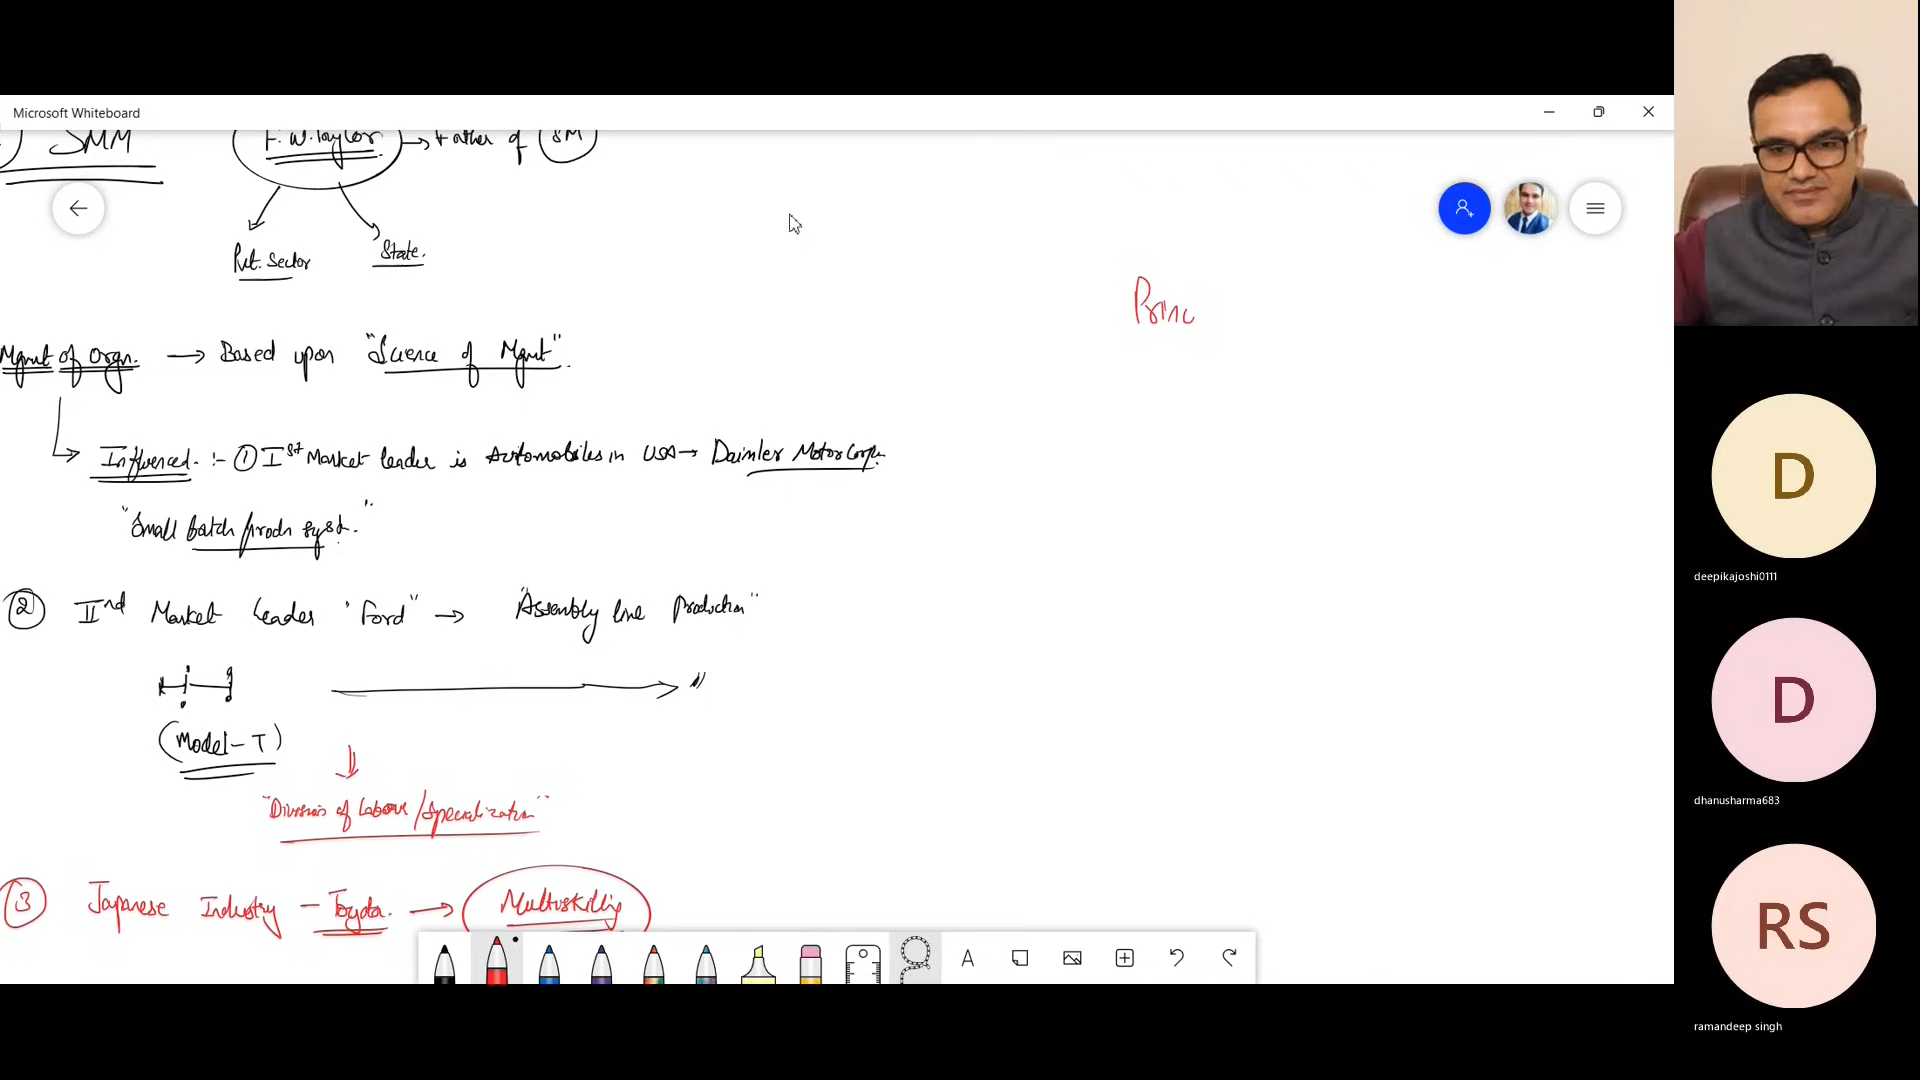 Microsoft Whiteboard
SMM F. W. Taylor → Father of SM
Pvt. Sector State.
Princ
Mgmt of Orgn. → Based upon "Science of Mgmt".
Influenced :- ① Ist Market leader is Automobiles in USA → Daimler Motor Corp.
"Small batch prodn syst."
② IInd Market leader "Ford" → "Assembly line Production"
(Model-T)
"Division of Labour/Specialization"
③ Japanese Industry - Toyota. → Multiskilling
A
D
deepikajoshi0111
D
dhanusharma683
RS
ramandeep singh